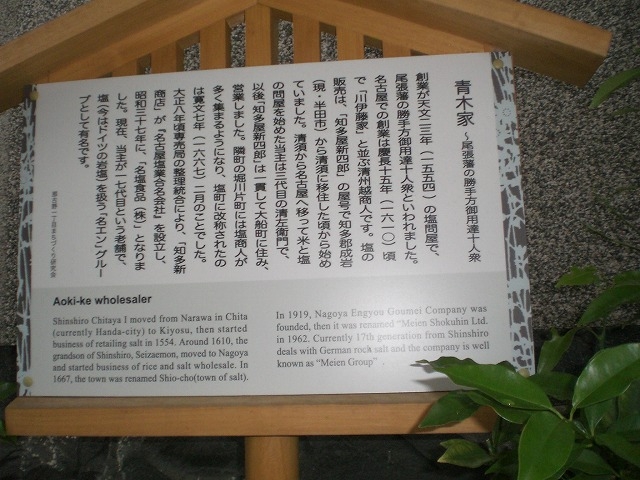 青木家 ～尾張藩の勝手方御用達十人衆
創業が天文二三年（一五五四）の塩問屋で、
尾張藩の勝手方御用達十人衆といわれました。
名古屋での創業は慶長十五年（一六一〇）頃
で「川伊藤家」と並ぶ清州越商人です。塩の
販売は、「知多屋新四郎」の屋号で知多郡成岩
（現・半田市）から清須に移住した頃から始め
ていました。清須から名古屋へ移って米と塩
の問屋を始めた当主は三代目の清左衛門で、
以後「知多屋新四郎」は一貫して大船町に住み、
営業しました。隣町の堀川片町には塩商人が
多く集まるようになり、塩町に改称されたの
は寛文七年（一六六七）二月のことでした。
大正八年頃専売局の整理統合により、「知多新
商店」が『名古屋塩業合名会社』を設立し、
昭和三十七年に、「名塩食品（株）」となりま
した。現在、当主が一七代目という老舗で、
塩（今はドイツの岩塩）を扱う「名エン」グルー
プとして有名です。
那古野一丁目まちづくり研究会
Aoki-ke wholesaler
Shinshiro Chitaya I moved from Narawa in Chita
(currently Handa-city) to Kiyosu, then started
business of retailing salt in 1554. Around 1610, the
grandson of Shinshiro, Seizaemon, moved to Nagoya
and started business of rice and salt wholesale. In
1667, the town was renamed Shio-cho(town of salt).
In 1919, Nagoya Engyou Goumei Company was
founded, then it was renamed “Meien Shokuhin Ltd.
in 1962. Currently 17th generation from Shinshiro
deals with German rock salt and the company is well
known as “Meien Group” .